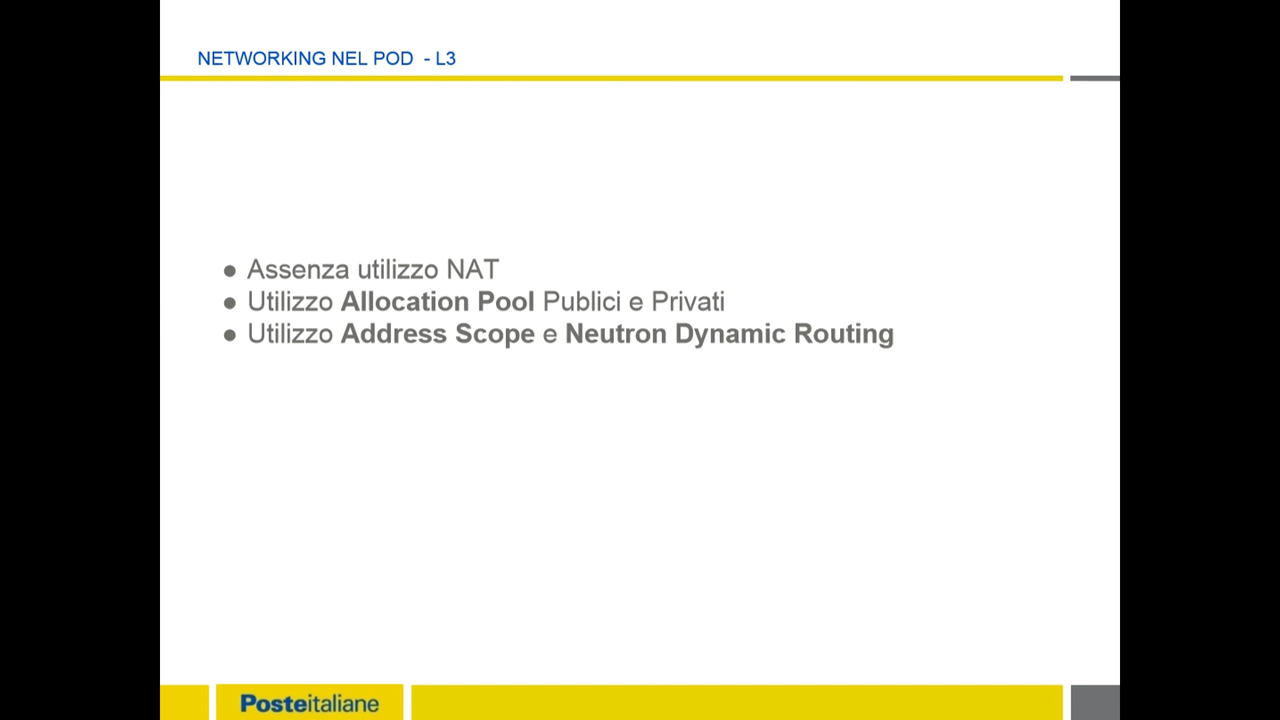 NETWORKING NEL POD - L3
● Assenza utilizzo NAT
● Utilizzo Allocation Pool Publici e Privati
● Utilizzo Address Scope e Neutron Dynamic Routing
Posteitaliane